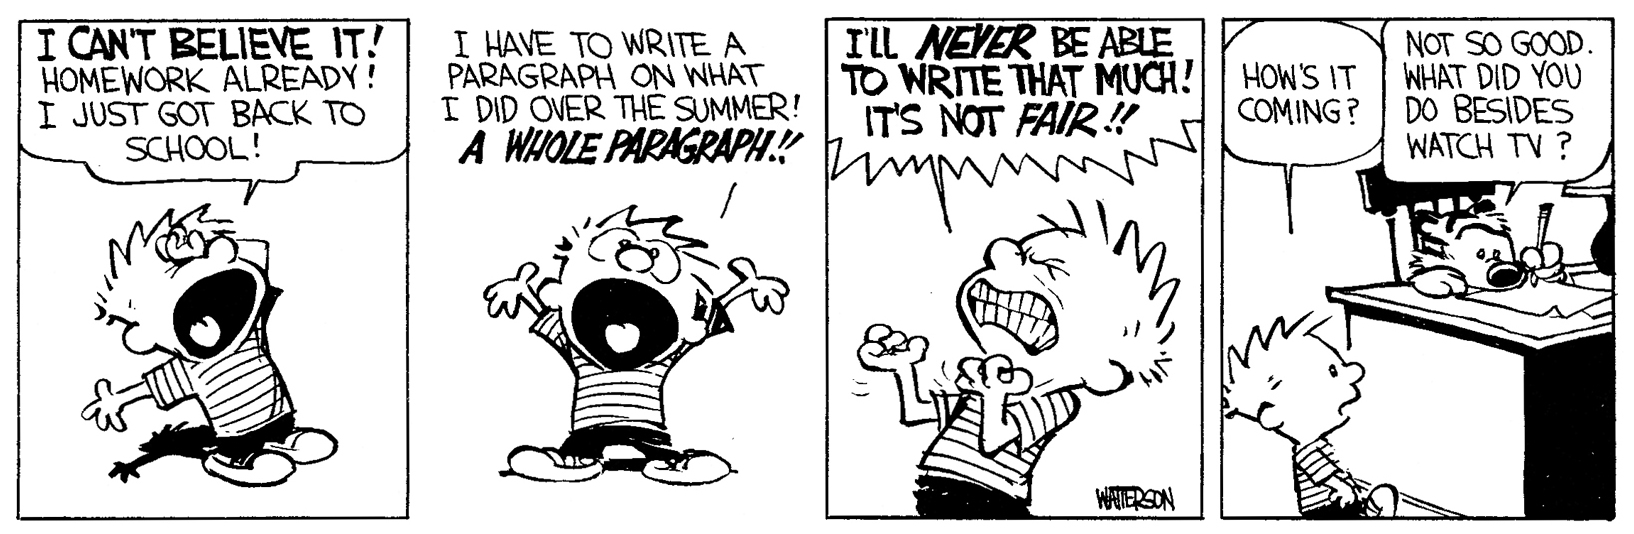 I CAN'T BELIEVE IT!
HOMEWORK ALREADY!
I JUST GOT BACK TO
SCHOOL!
I HAVE TO WRITE A
PARAGRAPH ON WHAT
I DID OVER THE SUMMER!
A WHOLE PARAGRAPH!!
I'LL NEVER BE ABLE
TO WRITE THAT MUCH!
IT'S NOT FAIR!!
WATTERSON
HOW'S IT
COMING?
NOT SO GOOD.
WHAT DID YOU
DO BESIDES
WATCH TV?